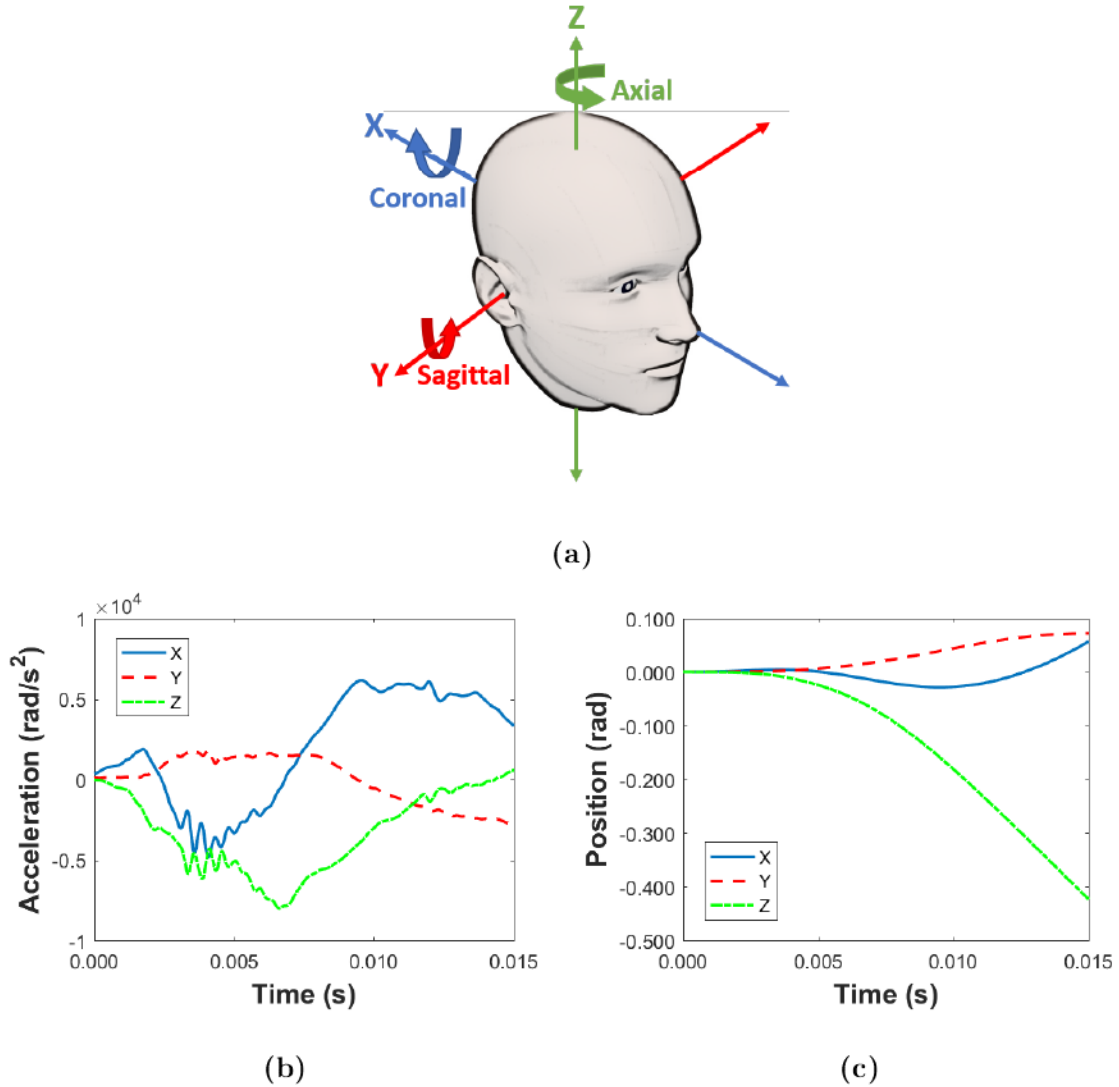 Z
Axial
X
Coronal
Y
Sagittal
(a)
×10⁴
1
0.5
0
-0.5
-1
0.000
0.005
0.010
0.015
X
Y
Z
Acceleration (rad/s²)
Time (s)
(b)
0.100
0.000
-0.100
-0.200
-0.300
-0.400
-0.500
0.000
0.005
0.010
0.015
X
Y
Z
Position (rad)
Time (s)
(c)